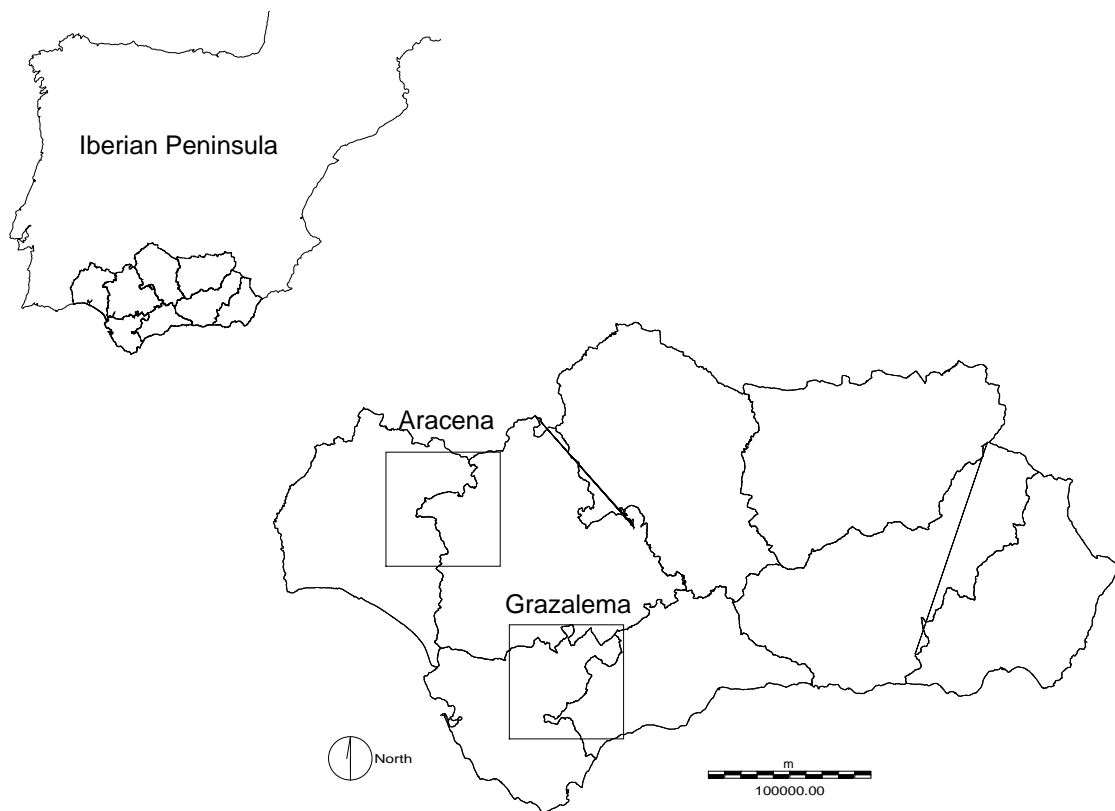 Iberian Peninsula
Aracena
Grazalema
North
m
100000.00